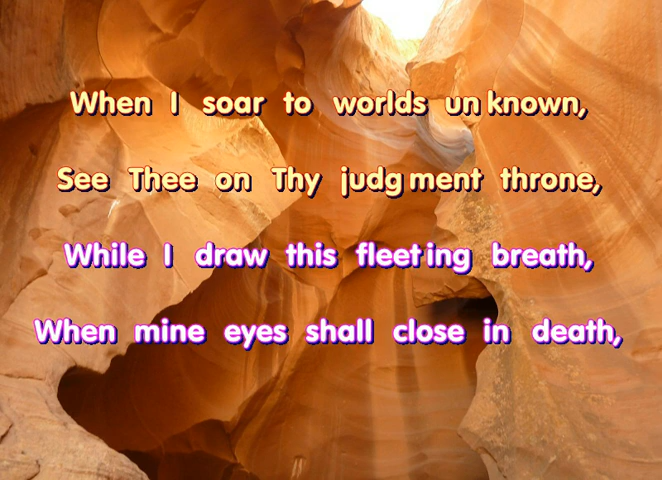 When I soar to worlds un known,
See Thee on Thy judg ment throne,
While I draw this fleet ing breath,
When mine eyes shall close in death,